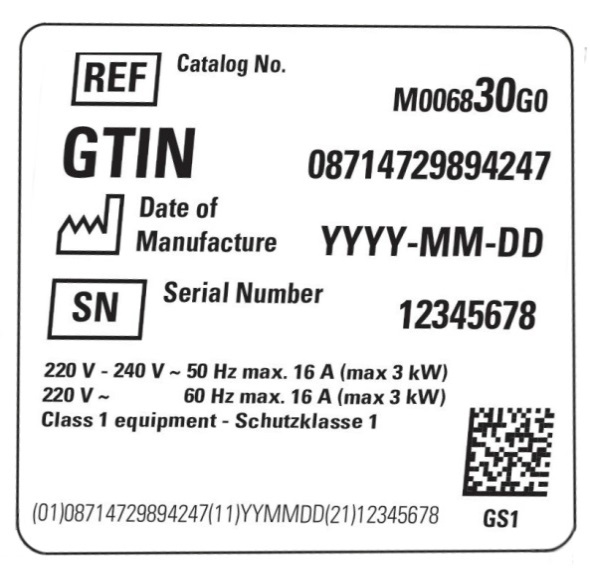 REF Catalog No.
M006830G0
GTIN 08714729894247
Date of
Manufacture YYYY-MM-DD
SN Serial Number
12345678
220 V - 240 V ~ 50 Hz max. 16 A (max 3 kW)
220 V ~ 60 Hz max. 16 A (max 3 kW)
Class 1 equipment - Schutzklasse 1
(01)08714729894247(11)YYMMDD(21)12345678 GS1